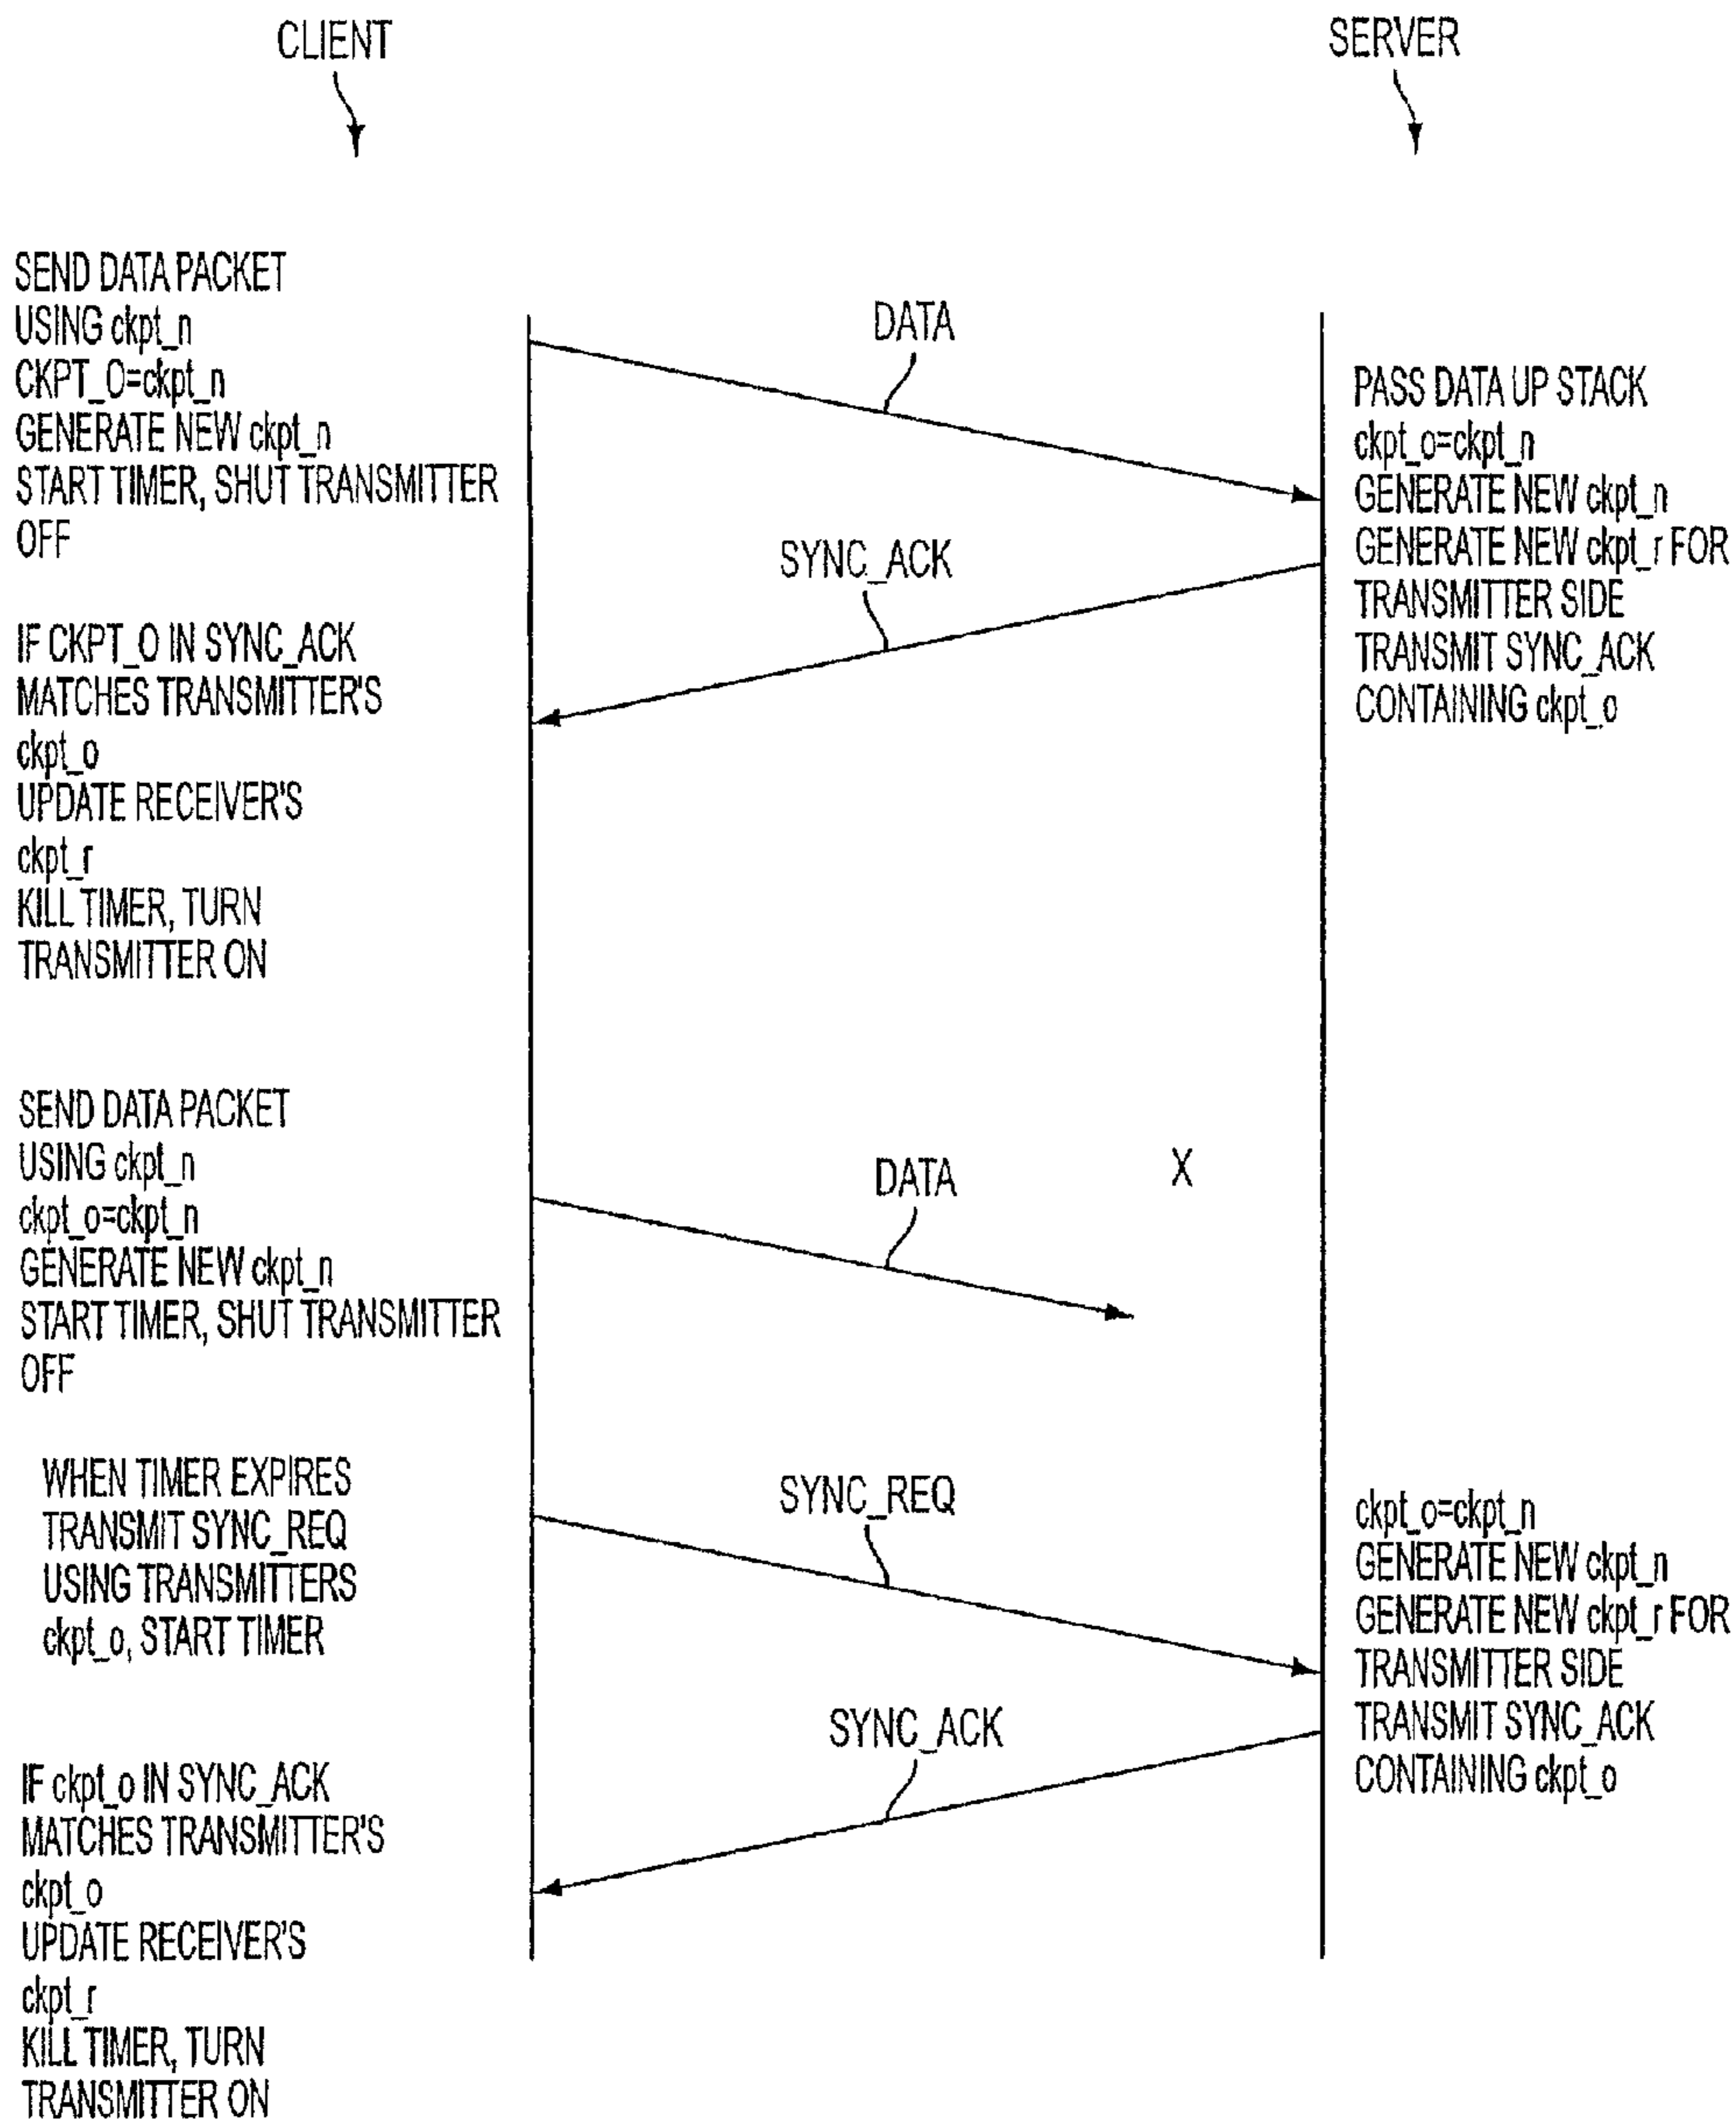 CLIENT
SERVER
SEND DATA PACKET
USING ckpt_n
CKPT_O=ckpt_n
GENERATE NEW ckpt_n
START TIMER, SHUT TRANSMITTER
OFF
DATA
PASS DATA UP STACK
ckpt_o=ckpt_n
GENERATE NEW ckpt_n
GENERATE NEW ckpt_r FOR
TRANSMITTER SIDE
TRANSMIT SYNC_ACK
CONTAINING ckpt_o
SYNC_ACK
IF CKPT_O IN SYNC_ACK
MATCHES TRANSMITTER'S
ckpt_o
UPDATE RECEIVER'S
ckpt_r
KILL TIMER, TURN
TRANSMITTER ON
SEND DATA PACKET
USING ckpt_n
ckpt_o=ckpt_n
GENERATE NEW ckpt_n
START TIMER, SHUT TRANSMITTER
OFF
DATA
X
WHEN TIMER EXPIRES
TRANSMIT SYNC_REQ
USING TRANSMITTERS
ckpt_o, START TIMER
SYNC_REQ
ckpt_o=ckpt_n
GENERATE NEW ckpt_n
GENERATE NEW ckpt_r FOR
TRANSMITTER SIDE
TRANSMIT SYNC_ACK
CONTAINING ckpt_o
SYNC_ACK
IF ckpt_o IN SYNC_ACK
MATCHES TRANSMITTER'S
ckpt_o
UPDATE RECEIVER'S
ckpt_r
KILL TIMER, TURN
TRANSMITTER ON